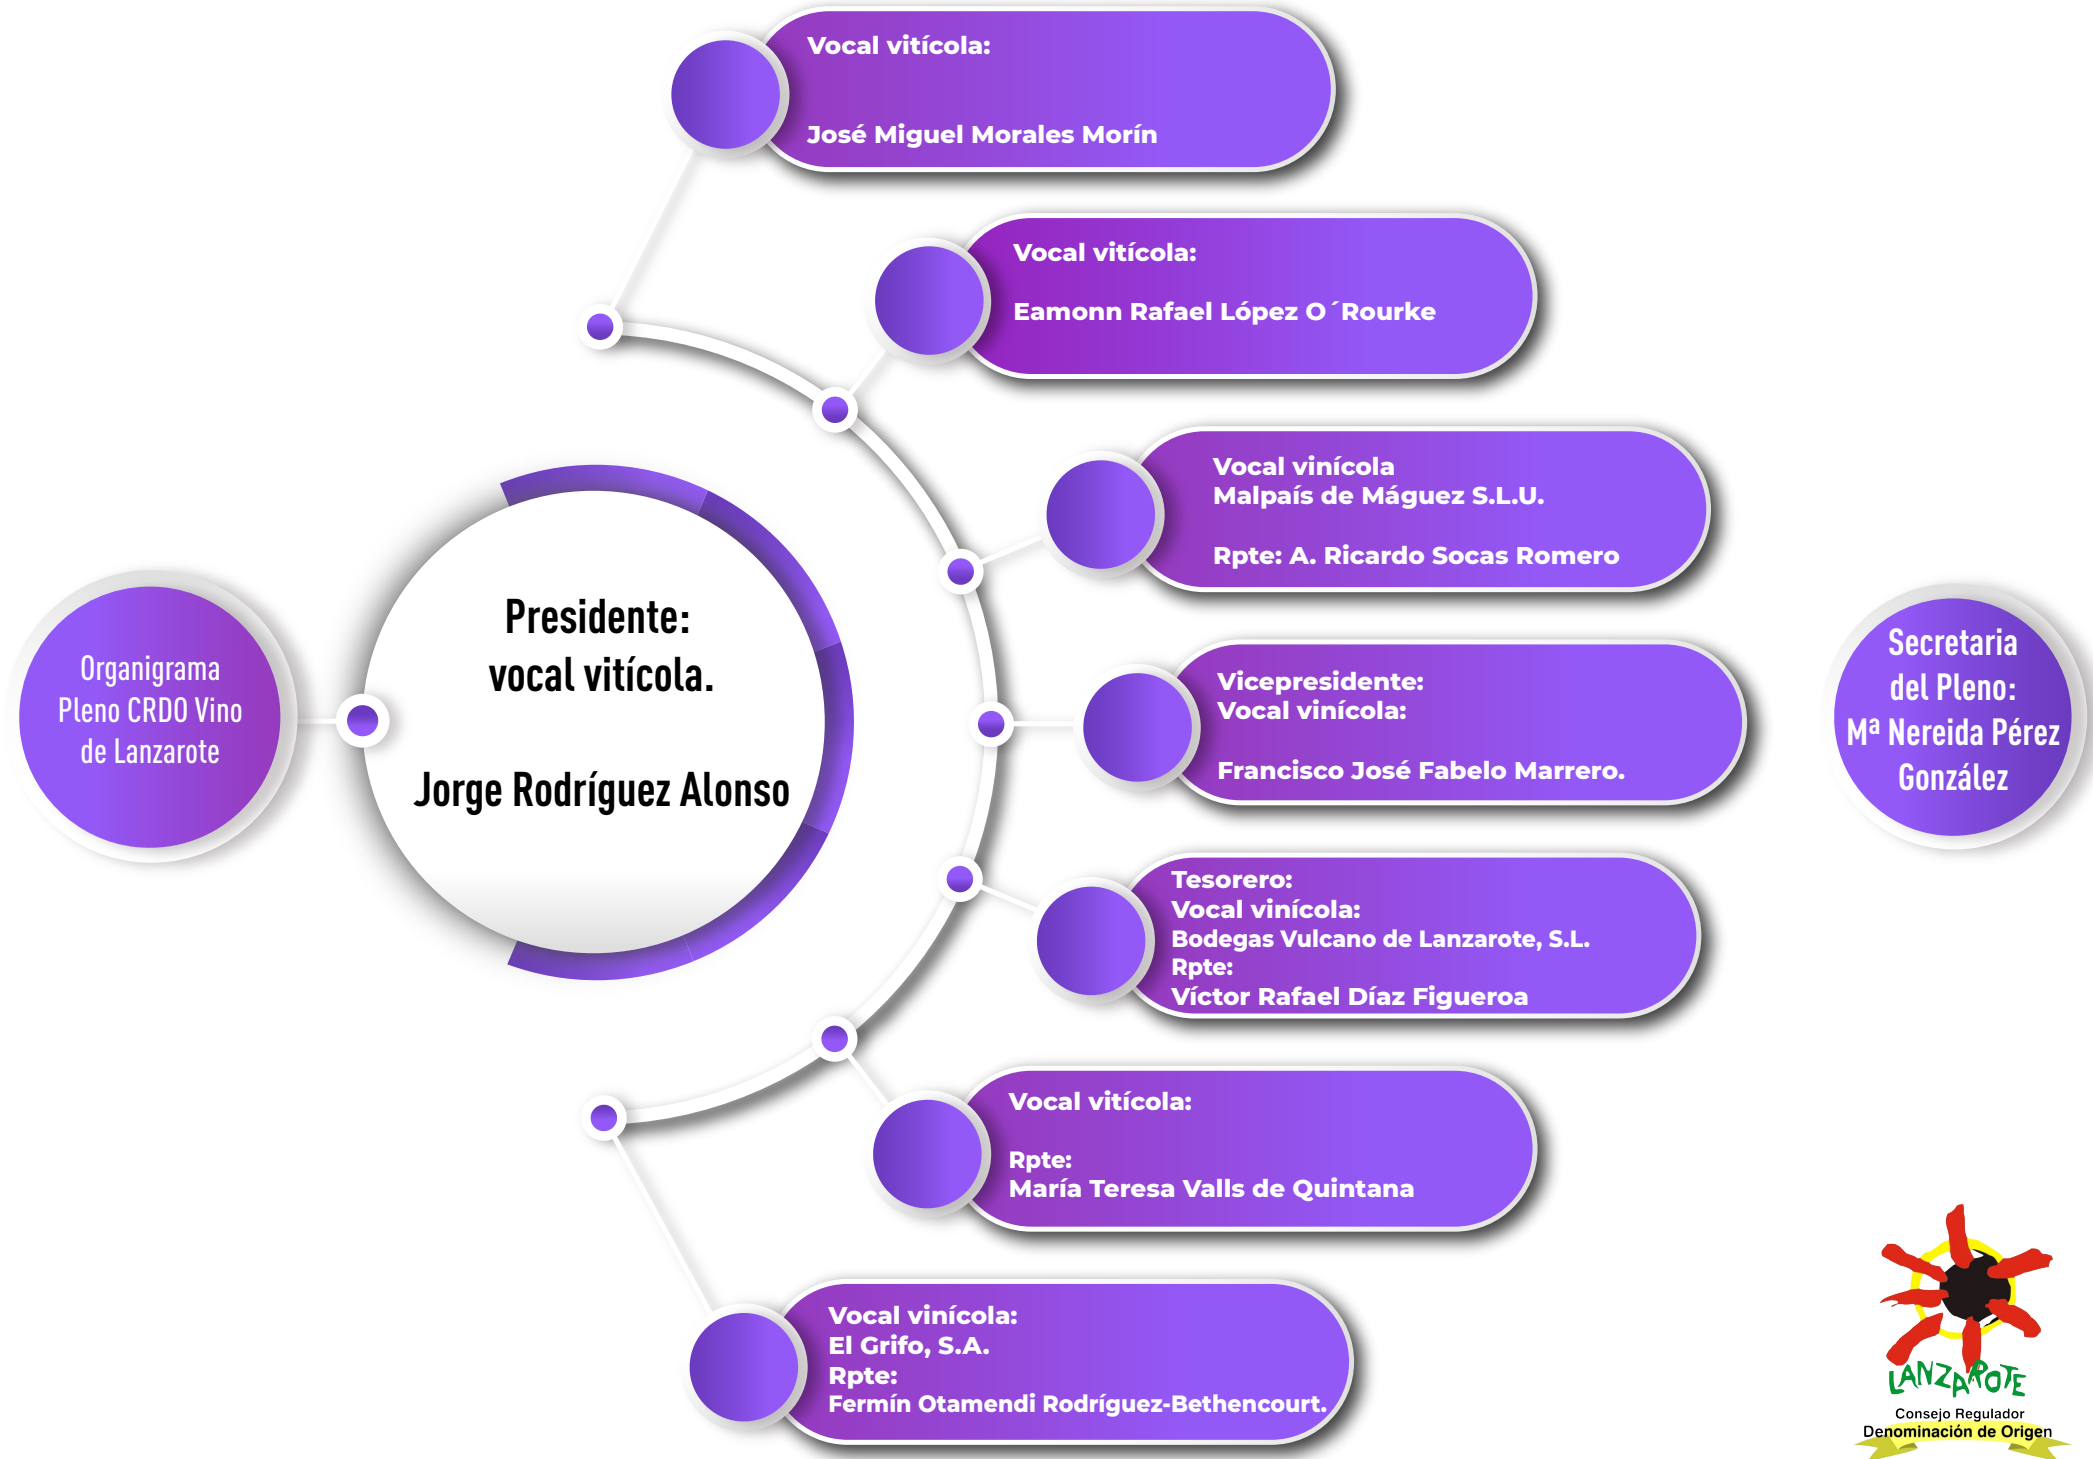 Vocal vitícola:
José Miguel Morales Morín
Vocal vitícola:
Eamonn Rafael López O´Rourke
Vocal vinícola
Malpaís de Máguez S.L.U.
Rpte: A. Ricardo Socas Romero
Organigrama
Pleno CRDO Vino
de Lanzarote
Presidente:
vocal vitícola.
Jorge Rodríguez Alonso
Vicepresidente:
Vocal vinícola:
Francisco José Fabelo Marrero.
Secretaria
del Pleno:
Mª Nereida Pérez
González
Tesorero:
Vocal vinícola:
Bodegas Vulcano de Lanzarote, S.L.
Rpte:
Víctor Rafael Díaz Figueroa
Vocal vitícola:
Rpte:
María Teresa Valls de Quintana
Vocal vinícola:
El Grifo, S.A.
Rpte:
Fermín Otamendi Rodríguez-Bethencourt.
LANZAROTE
Consejo Regulador
Denominación de Origen